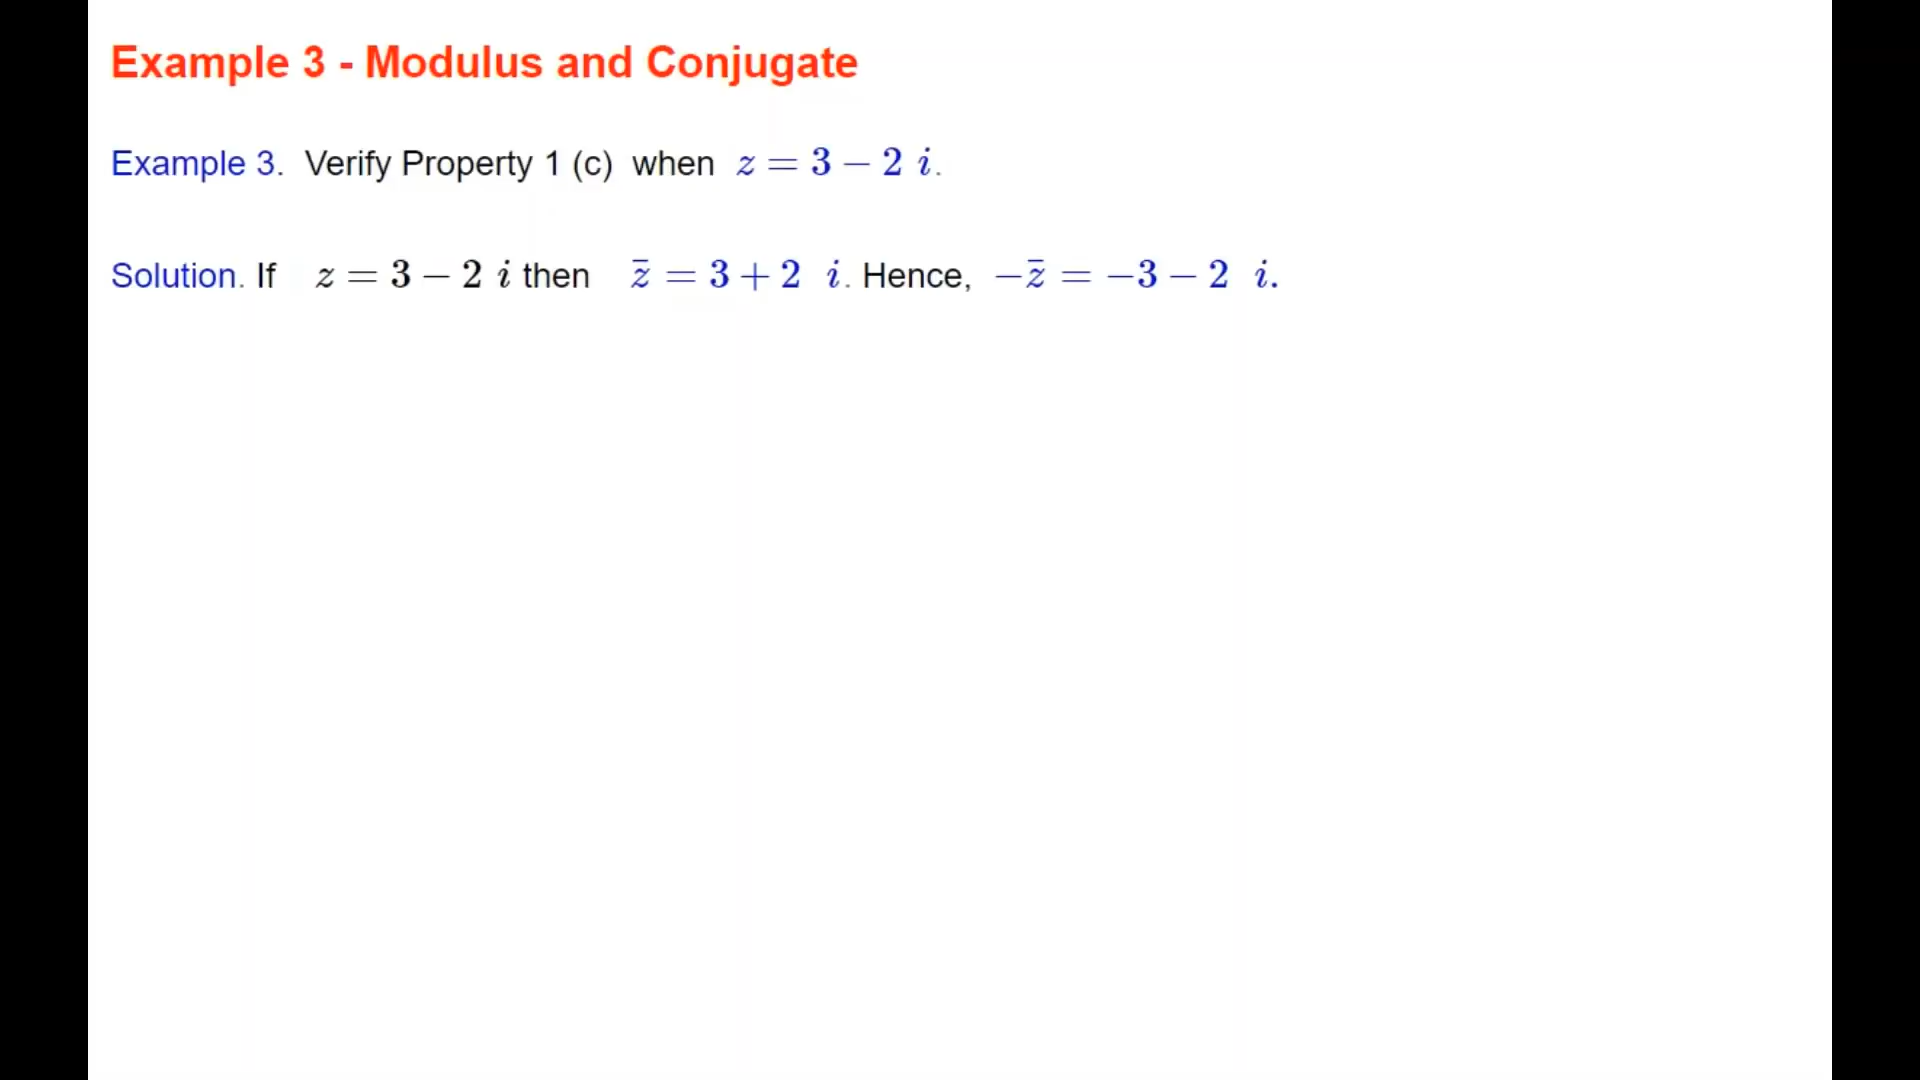 Example 3 - Modulus and Conjugate
Example 3. Verify Property 1 (c) when z = 3 − 2 i.
Solution. If z = 3 − 2 i then z̄ = 3 + 2 i. Hence, −z̄ = −3 − 2 i.